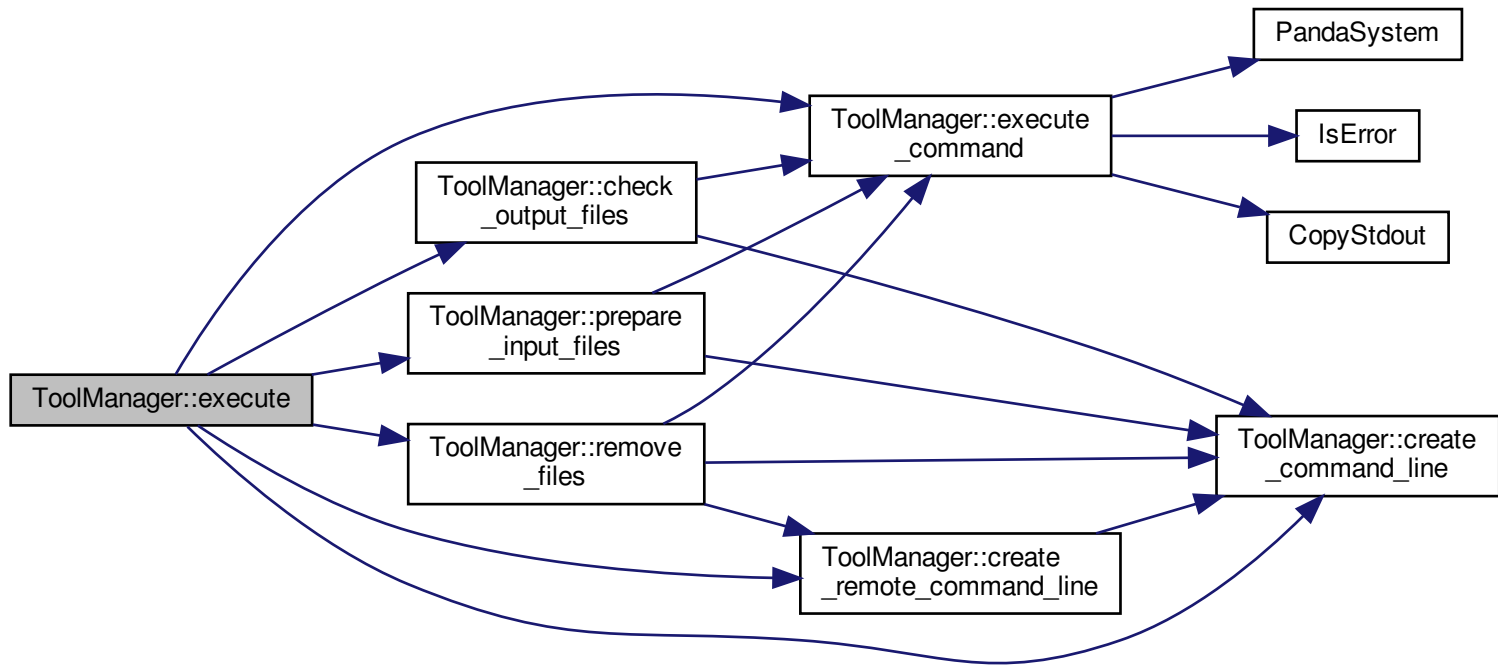 PandaSystem
ToolManager::execute
_command
IsError
ToolManager::check
_output_files
CopyStdout
ToolManager::prepare
_input_files
ToolManager::execute
ToolManager::remove
_files
ToolManager::create
_command_line
ToolManager::create
_remote_command_line